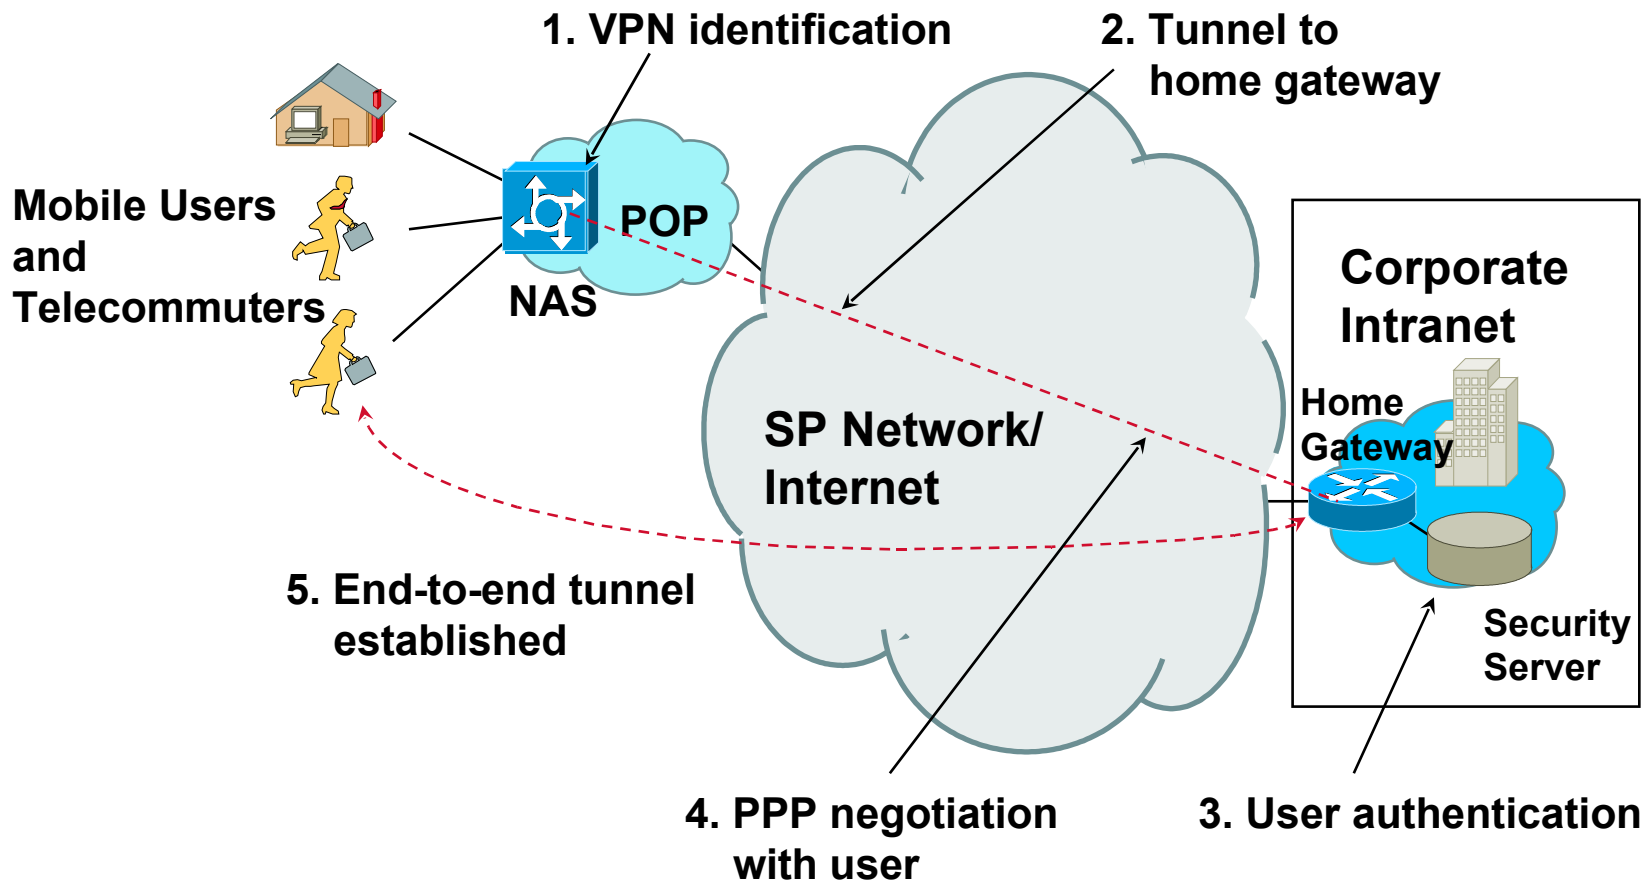 1. VPN identification
2. Tunnel to
home gateway
Mobile Users
and
Telecommuters
POP
NAS
Corporate
Intranet
Home
Gateway
SP Network/
Internet
5. End-to-end tunnel
established
Security
Server
4. PPP negotiation
with user
3. User authentication